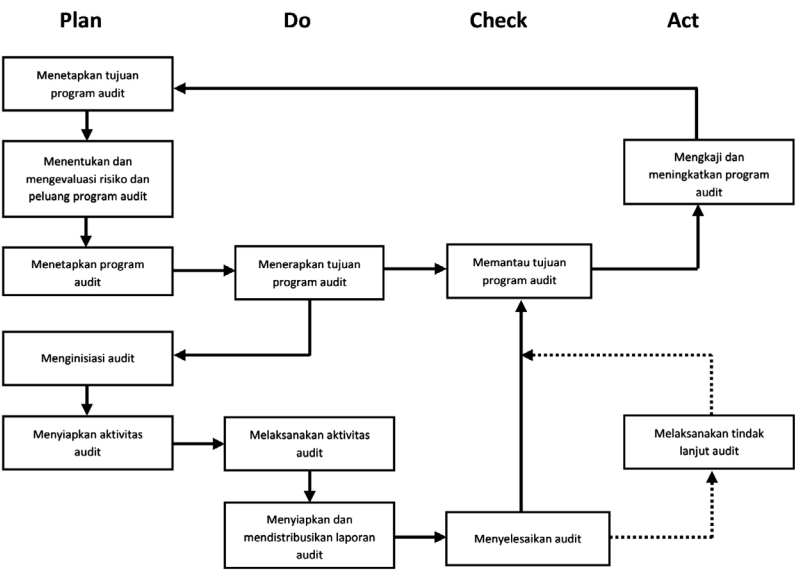 Plan
Do
Check
Act
Menetapkan tujuan
program audit
Menentukan dan
mengevaluasi risiko dan
peluang program audit
Mengkaji dan
meningkatkan program
audit
Menetapkan program
audit
Menerapkan tujuan
program audit
Memantau tujuan
program audit
Menginisiasi audit
Menyiapkan aktivitas
audit
Melaksanakan aktivitas
audit
Melaksanakan tindak
lanjut audit
Menyiapkan dan
mendistribusikan laporan
audit
Menyelesaikan audit